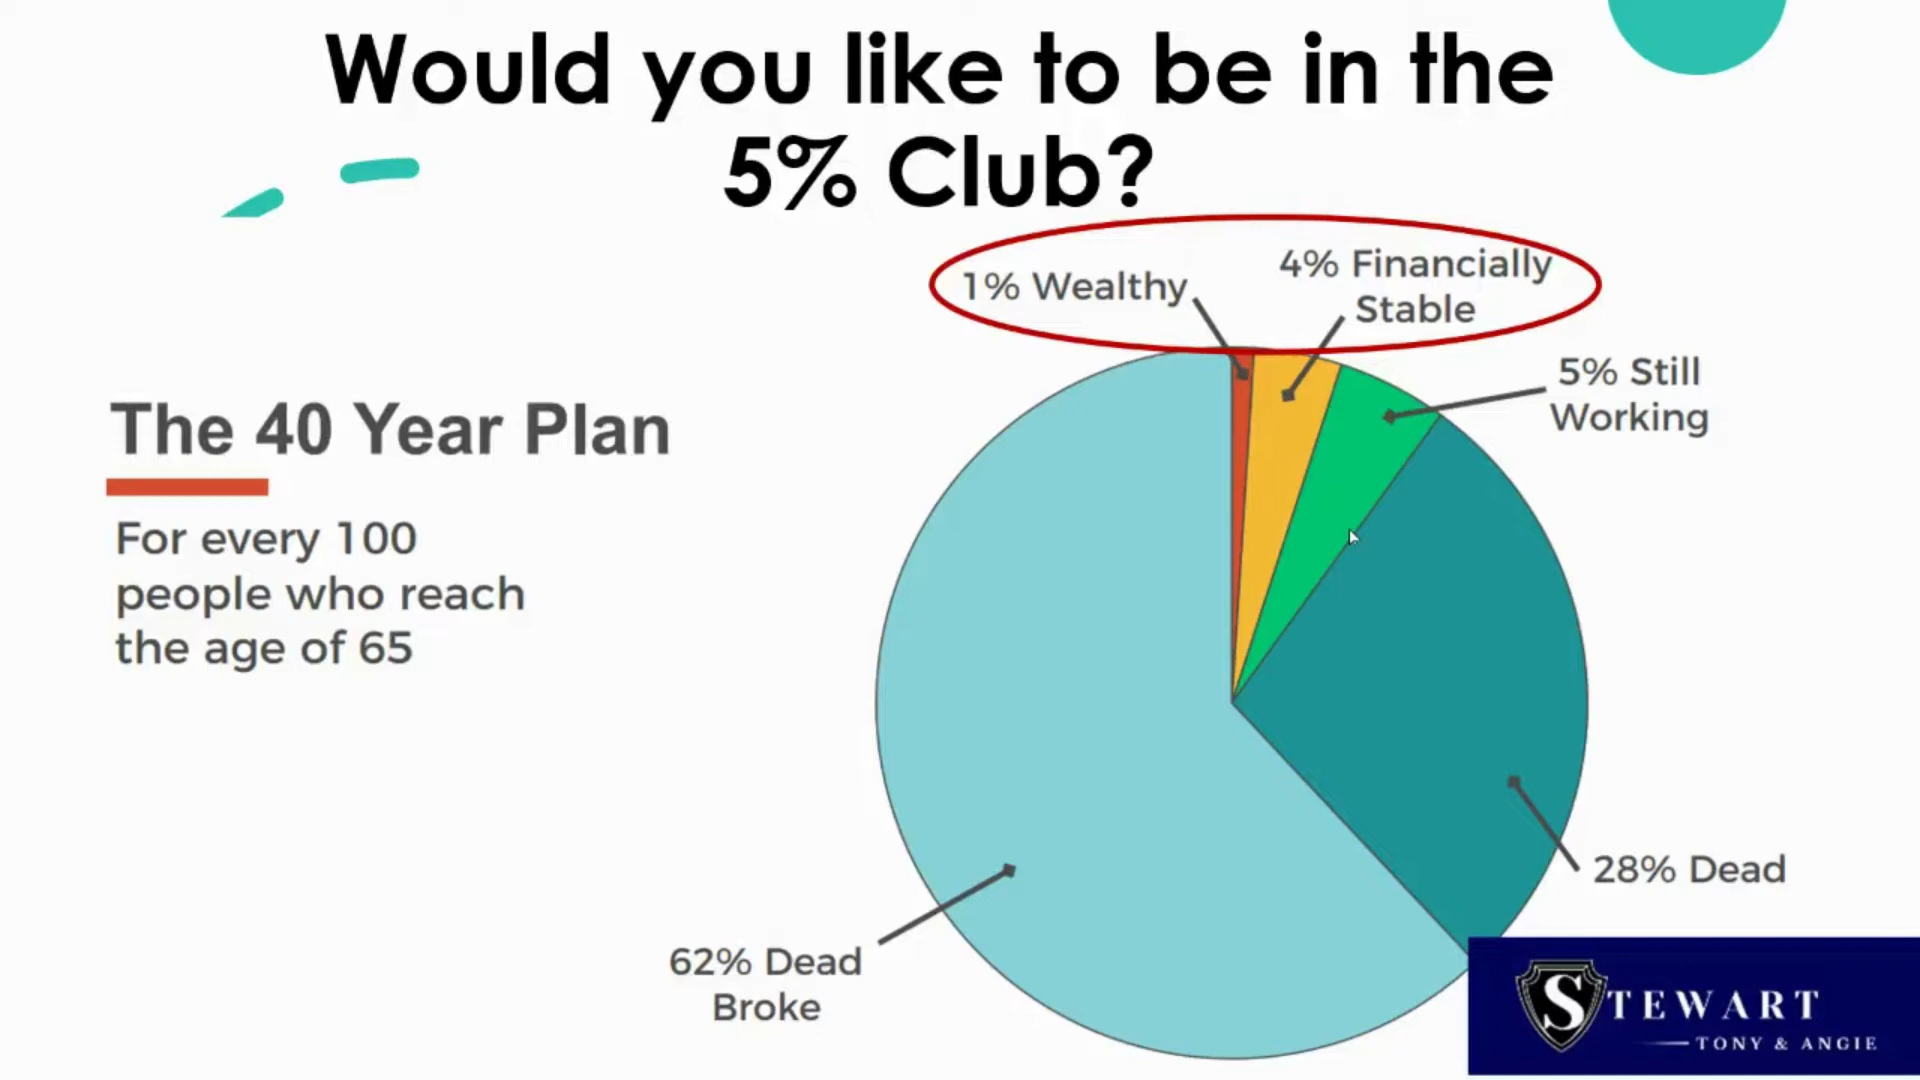 Would you like to be in the
5% Club?
1% Wealthy
4% Financially
Stable
5% Still
Working
The 40 Year Plan
For every 100
people who reach
the age of 65
28% Dead
62% Dead
Broke
STEWART
TONY & ANGIE